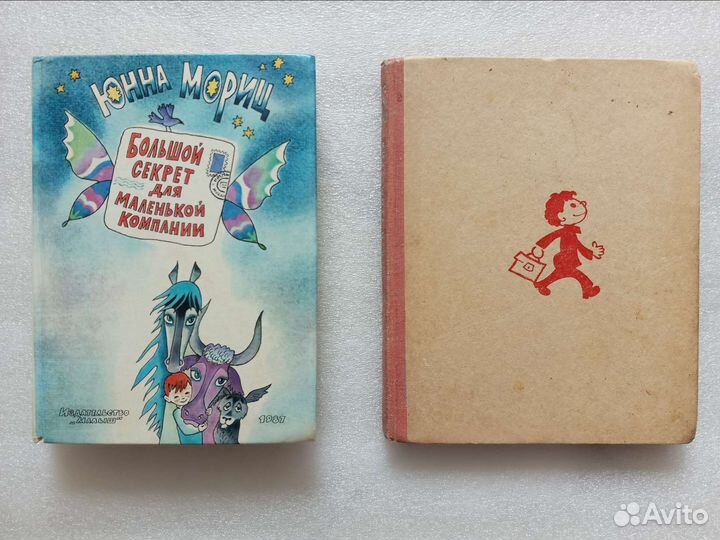 Юнна Мориц
Большой
секрет
для
маленькой
компании
Издательство
„Малыш“
1987
Avito